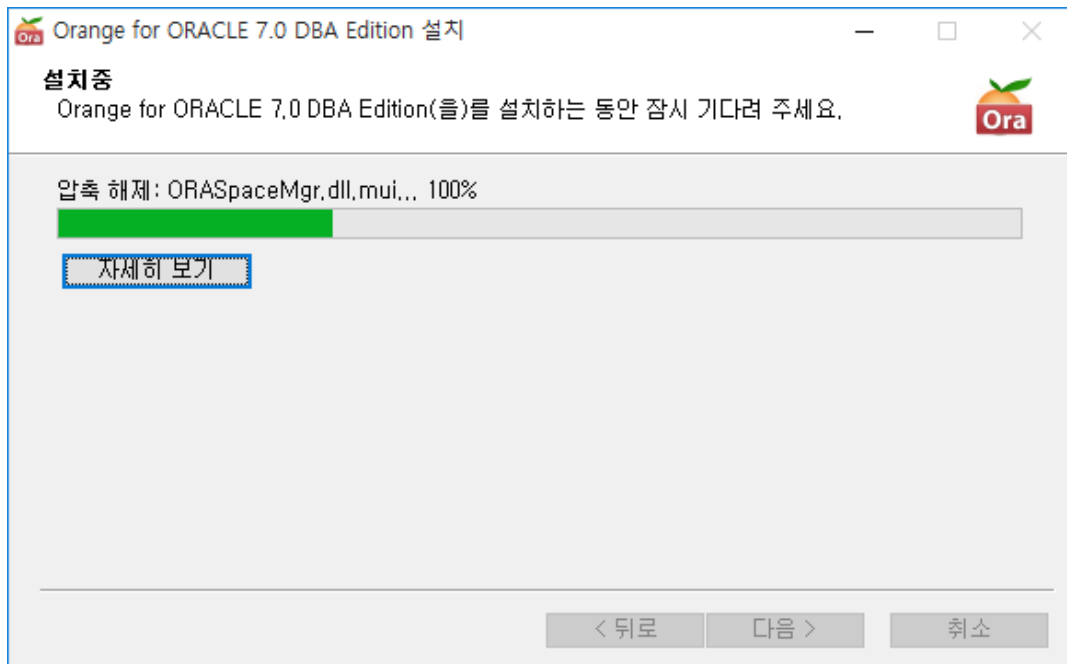 Ora Orange for ORACLE 7.0 DBA Edition 설치
설치중
Orange for ORACLE 7.0 DBA Edition(을)를 설치하는 동안 잠시 기다려 주세요.
Ora
압축 해제: ORASpaceMgr.dll.mui... 100%
자세히 보기
< 뒤로
다음 >
취소